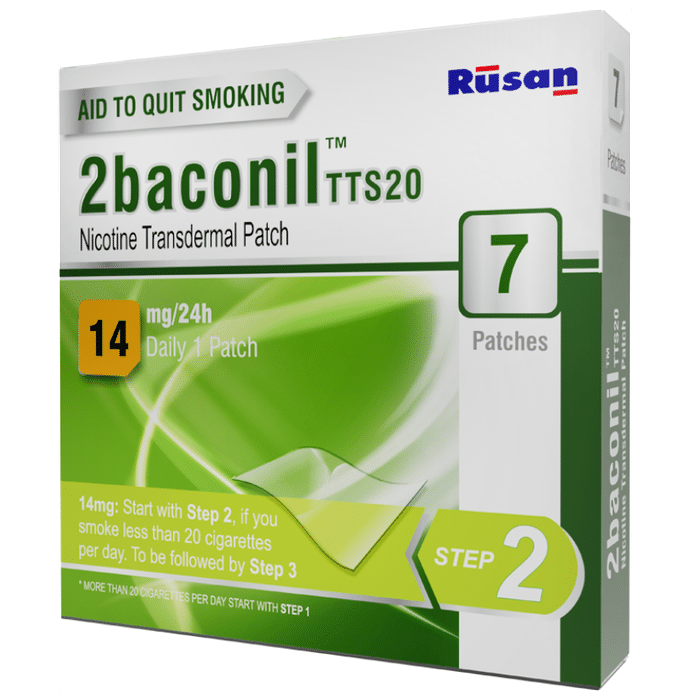 AID TO QUIT SMOKING
Rusan
2baconil™ TTS20
Nicotine Transdermal Patch
7
Patches
14 mg/24h
Daily 1 Patch
14mg: Start with Step 2, if you
smoke less than 20 cigarettes
per day. To be followed by Step 3
STEP 2
* MORE THAN 20 CIGARETTES PER DAY START WITH STEP 1
7
Patches
2baconil™ TTS20
Nicotine Transdermal Patch